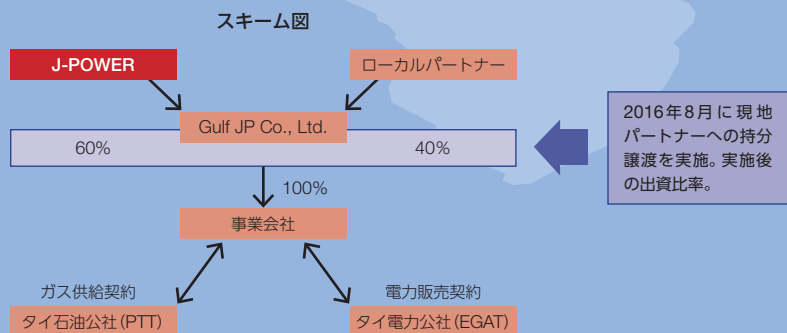 スキーム図
J-POWER
ローカルパートナー
Gulf JP Co., Ltd.
60%
40%
2016年8月に現地
パートナーへの持分
譲渡を実施。実施後
の出資比率。
100%
事業会社
ガス供給契約
電力販売契約
タイ石油公社(PTT)
タイ電力公社(EGAT)